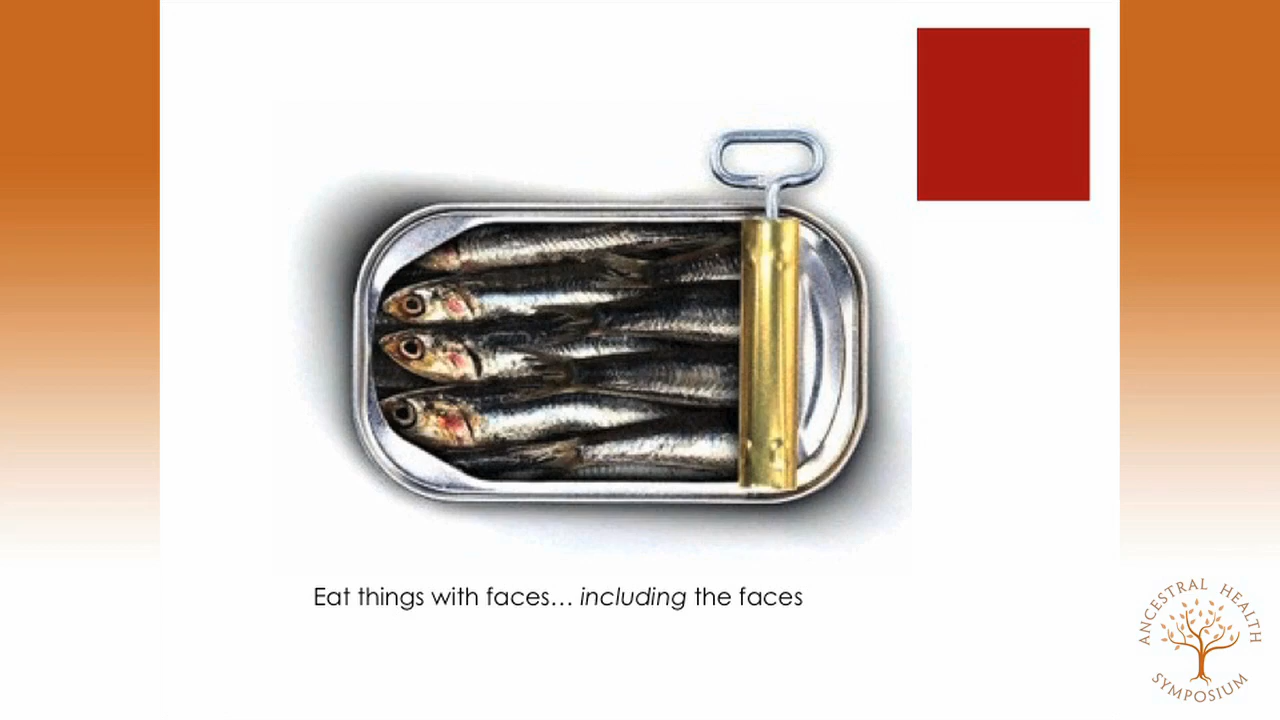 Eat things with faces… including the faces
ANCESTRAL HEALTH
SYMPOSIUM